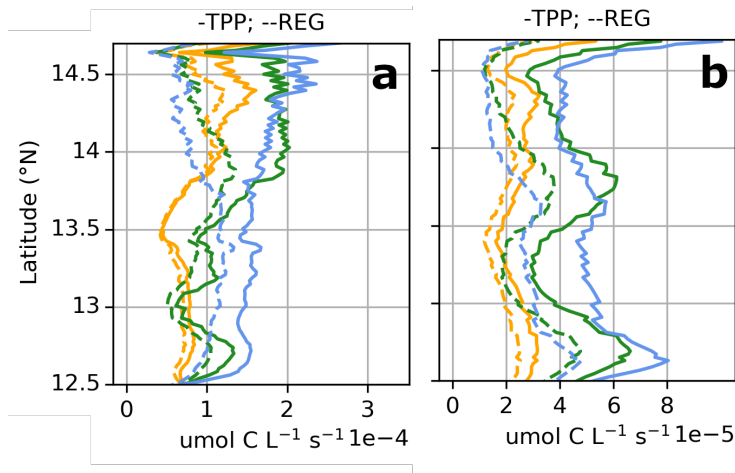 -TPP; --REG
-TPP; --REG
a
b
14.5
14
13.5
13
12.5
Latitude (°N)
0 1 2 3
0 2 4 6 8
umol C L⁻¹ s⁻¹ 1e-4
umol C L⁻¹ s⁻¹ 1e-5